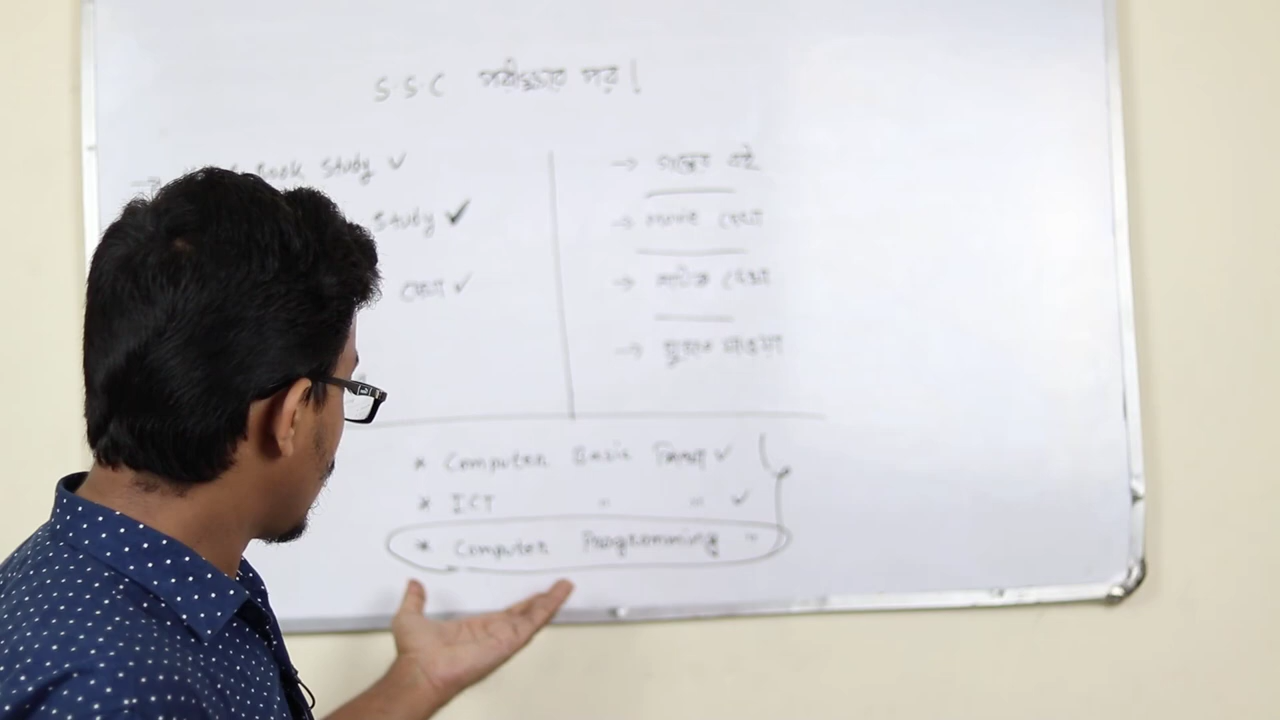 S.S.C পরীক্ষার পর!
Book Study ✓
Study ✓
→ গল্পের বই
→ movie দেখা
→ নাটক দেখা
→ ঘুরতে যাওয়া
* Computer Basic শিক্ষা ✓
* ICT " " ✓
* Computer Programming "